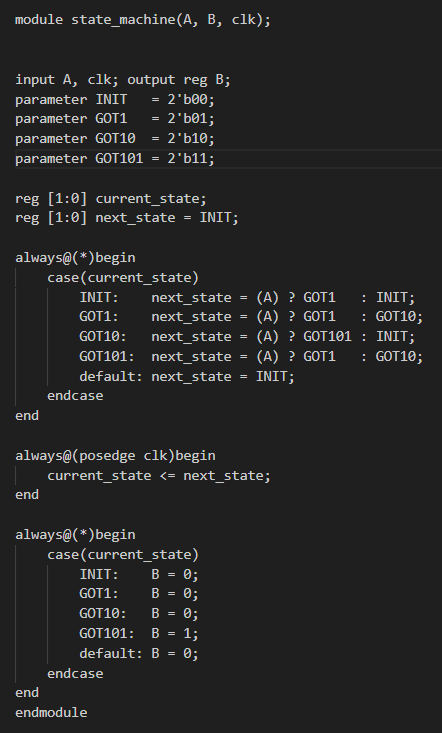 module state_machine(A, B, clk);
input A, clk; output reg B;
parameter INIT   = 2'b00;
parameter GOT1   = 2'b01;
parameter GOT10  = 2'b10;
parameter GOT101 = 2'b11;
reg [1:0] current_state;
reg [1:0] next_state = INIT;
always@(*)begin
    case(current_state)
        INIT:    next_state = (A) ? GOT1   : INIT;
        GOT1:    next_state = (A) ? GOT1   : GOT10;
        GOT10:   next_state = (A) ? GOT101 : INIT;
        GOT101:  next_state = (A) ? GOT1   : GOT10;
        default: next_state = INIT;
    endcase
end
always@(posedge clk)begin
    current_state <= next_state;
end
always@(*)begin
    case(current_state)
        INIT:    B = 0;
        GOT1:    B = 0;
        GOT10:   B = 0;
        GOT101:  B = 1;
        default: B = 0;
    endcase
end
endmodule